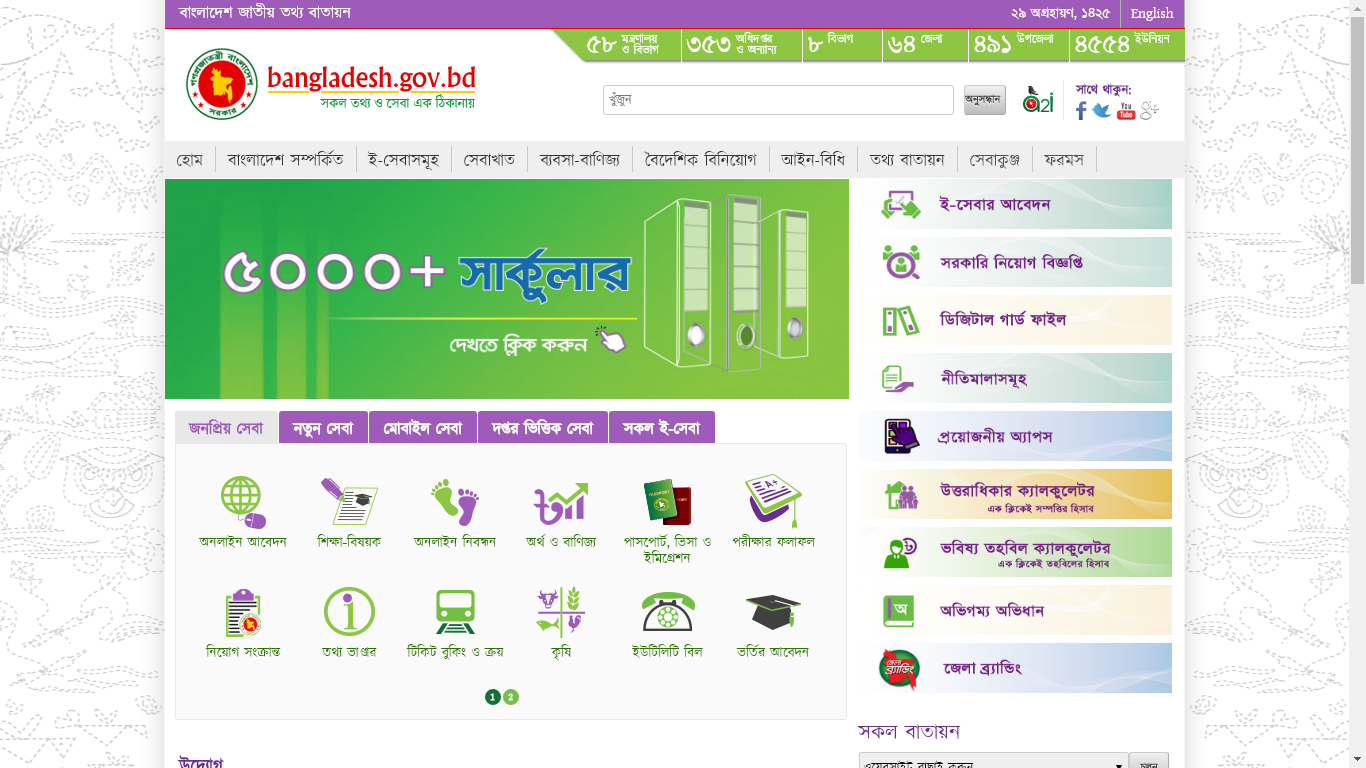 বাংলাদেশ জাতীয় তথ্য বাতায়ন
২৯ অগ্রহায়ণ, ১৪২৫
English
৫৮ মন্ত্রণালয় ও বিভাগ
৩৫৩ অধিদপ্তর ও অন্যান্য
৮ বিভাগ
৬৪ জেলা
৪৯১ উপজেলা
৪৫৫৪ ইউনিয়ন
গণপ্রজাতন্ত্রী বাংলাদেশ সরকার
bangladesh.gov.bd
সকল তথ্য ও সেবা এক ঠিকানায়
খুঁজুন
অনুসন্ধান
a2i
সাথে থাকুন:
You Tube
হোম
বাংলাদেশ সম্পর্কিত
ই-সেবাসমূহ
সেবাখাত
ব্যবসা-বাণিজ্য
বৈদেশিক বিনিয়োগ
আইন-বিধি
তথ্য বাতায়ন
সেবাকুঞ্জ
ফরমস
৫০০০+ সার্কুলার
দেখতে ক্লিক করুন
ই-সেবার আবেদন
সরকারি নিয়োগ বিজ্ঞপ্তি
ডিজিটাল গার্ড ফাইল
নীতিমালাসমূহ
প্রয়োজনীয় অ্যাপস
উত্তরাধিকার ক্যালকুলেটর
এক ক্লিকেই সম্পত্তির হিসাব
ভবিষ্য তহবিল ক্যালকুলেটর
এক ক্লিকেই তহবিলের হিসাব
অভিগম্য অভিধান
জেলা ব্র্যান্ডিং
জনপ্রিয় সেবা
নতুন সেবা
মোবাইল সেবা
দপ্তর ভিত্তিক সেবা
সকল ই-সেবা
অনলাইন আবেদন
শিক্ষা-বিষয়ক
অনলাইন নিবন্ধন
অর্থ ও বাণিজ্য
পাসপোর্ট, ভিসা ও
ইমিগ্রেশন
পরীক্ষার ফলাফল
নিয়োগ সংক্রান্ত
তথ্য ভাণ্ডার
টিকিট বুকিং ও ক্রয়
কৃষি
ইউটিলিটি বিল
ভর্তির আবেদন
1 2
সকল বাতায়ন
ওয়েবসাইট বাছাই করুন
চলুন
উদ্যোগ